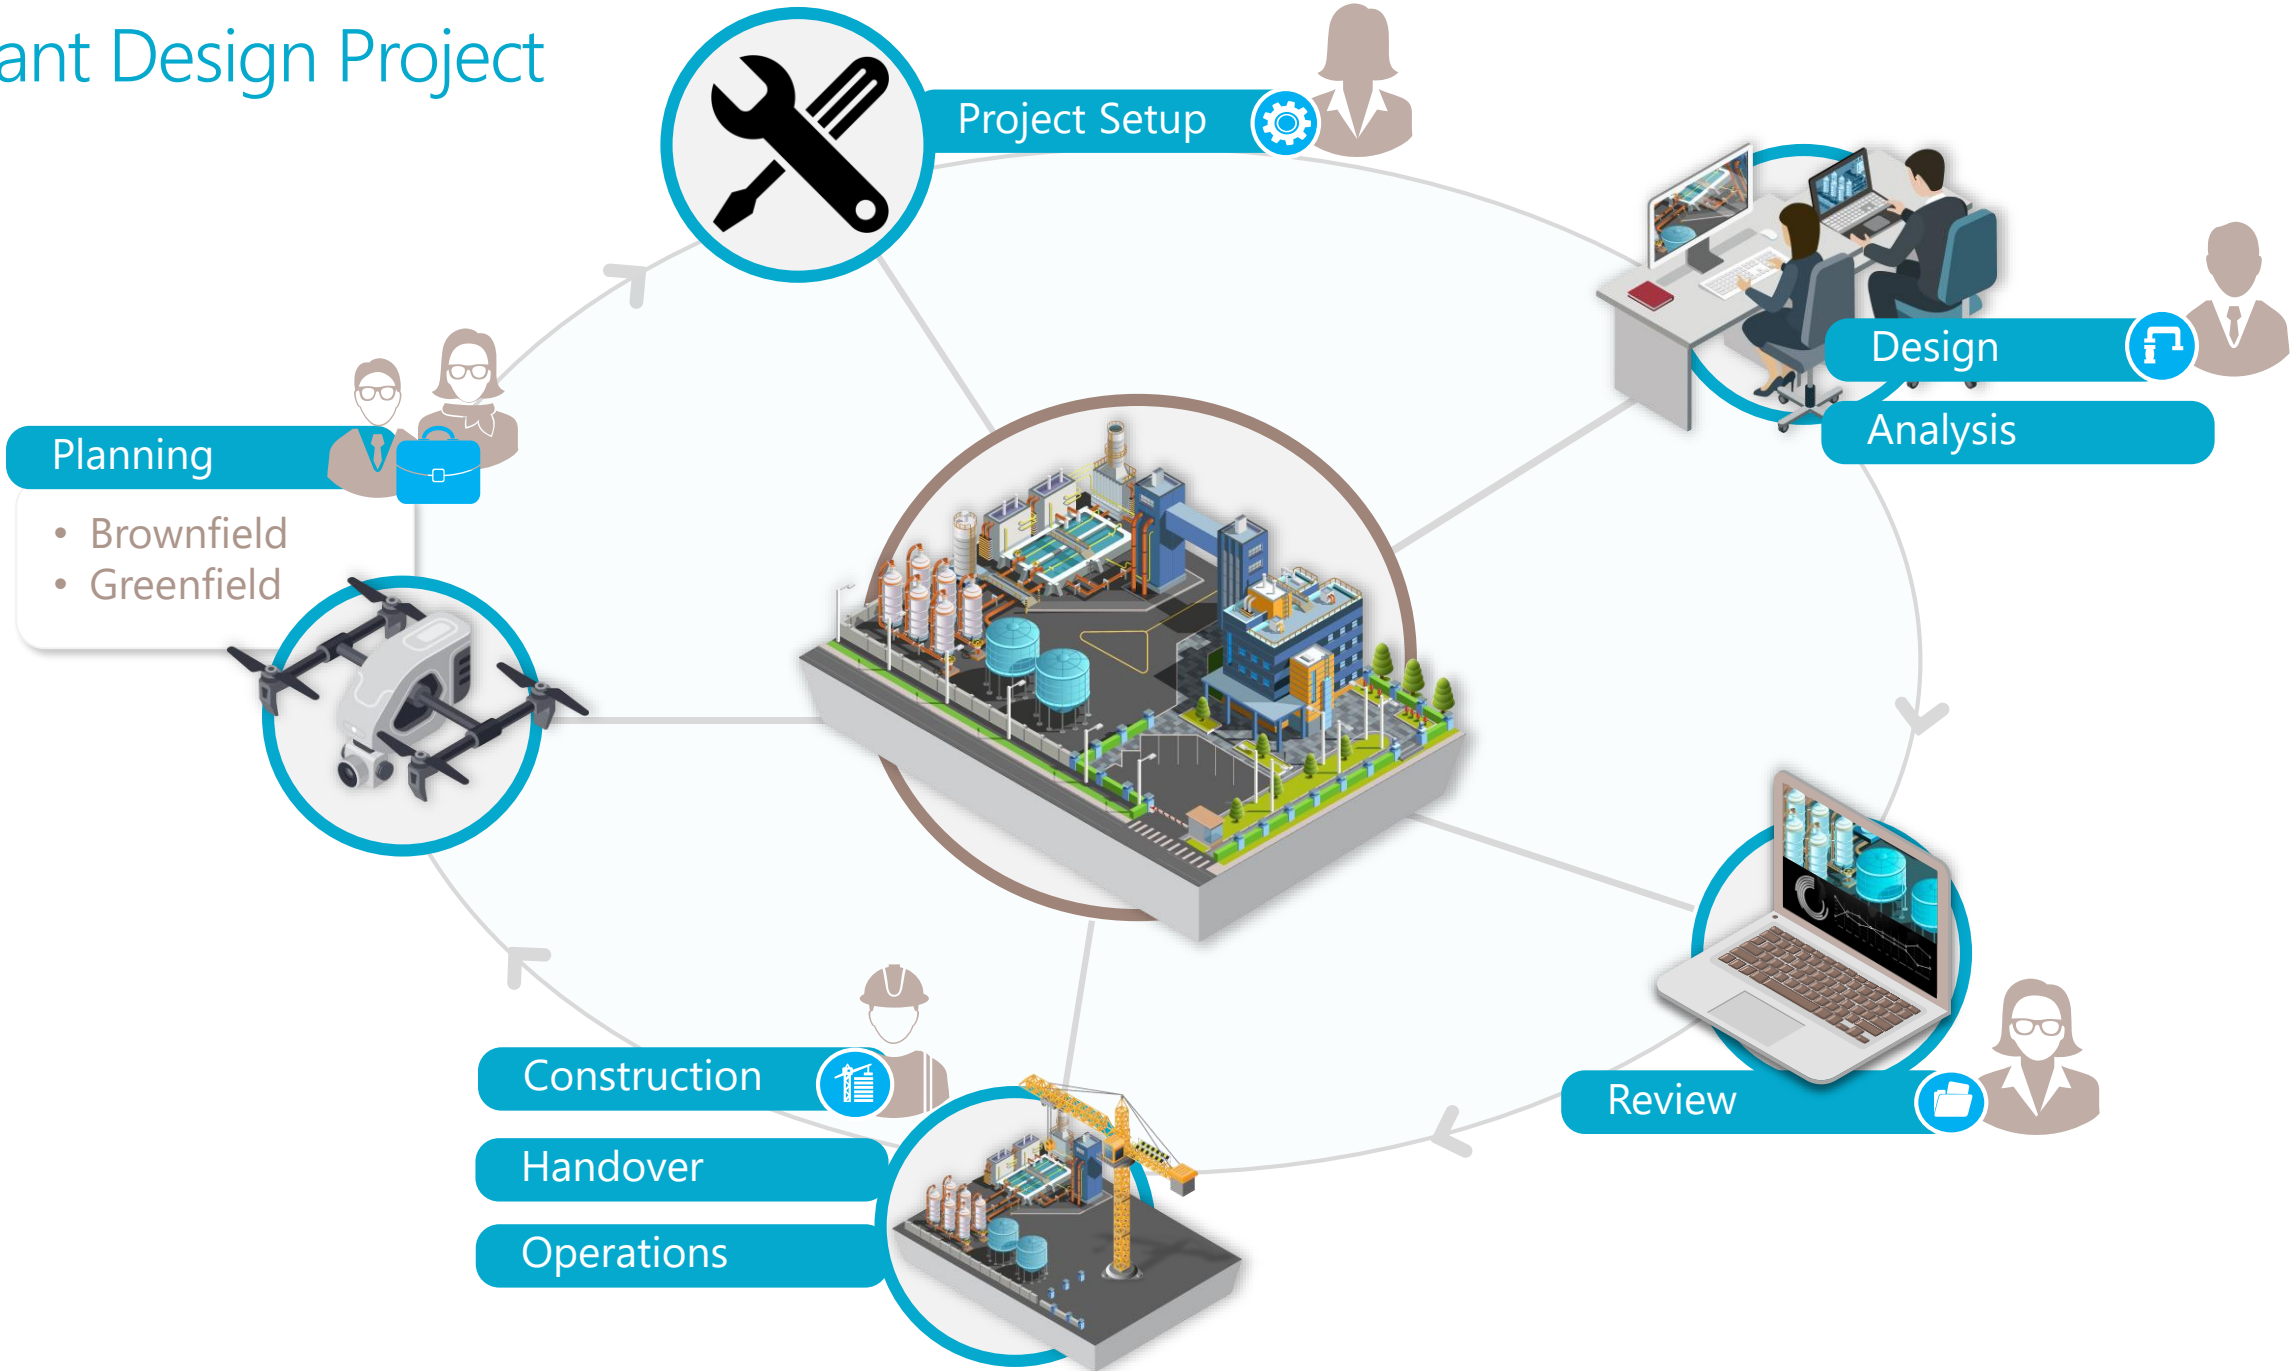 ant Design Project
Project Setup
Design
Analysis
Planning
• Brownfield
• Greenfield
Construction
Handover
Operations
Review